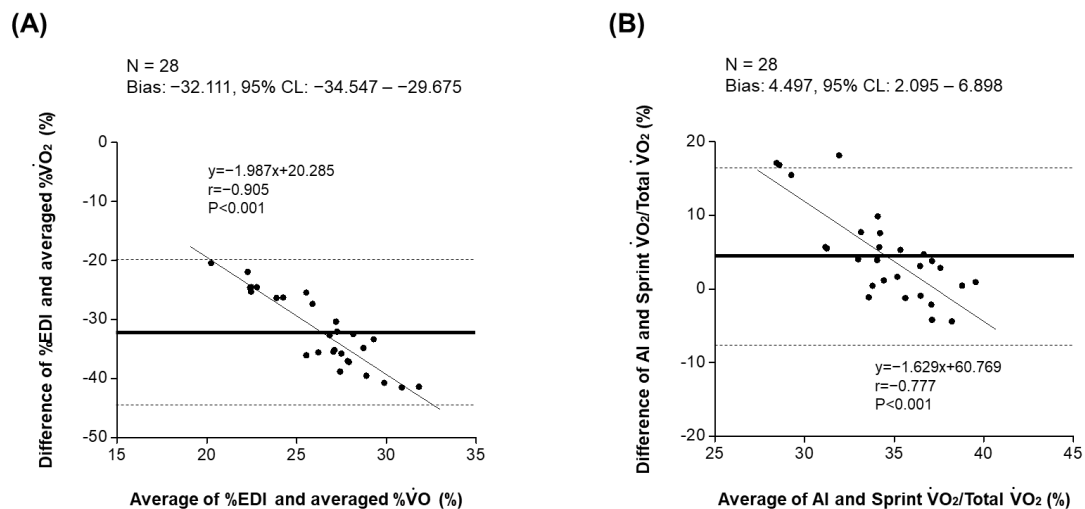 (A)
N = 28
Bias: −32.111, 95% CL: −34.547 – −29.675
Difference of %EDI and averaged %V̇O₂ (%)
0
-10
-20
-30
-40
-50
y=−1.987x+20.285
r=−0.905
P<0.001
15 20 25 30 35
Average of %EDI and averaged %V̇O (%)
(B)
N = 28
Bias: 4.497, 95% CL: 2.095 – 6.898
Difference of AI and Sprint V̇O₂/Total V̇O₂ (%)
20
10
0
-10
-20
y=−1.629x+60.769
r=−0.777
P<0.001
25 30 35 40 45
Average of AI and Sprint V̇O₂/Total V̇O₂ (%)